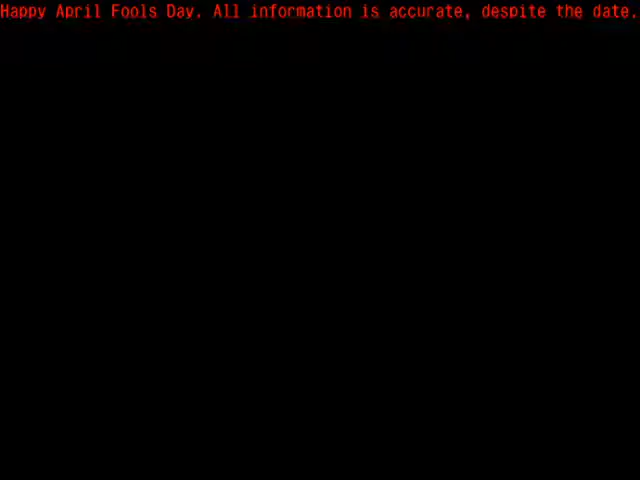 Happy April Fools Day. All information is accurate, despite the date.